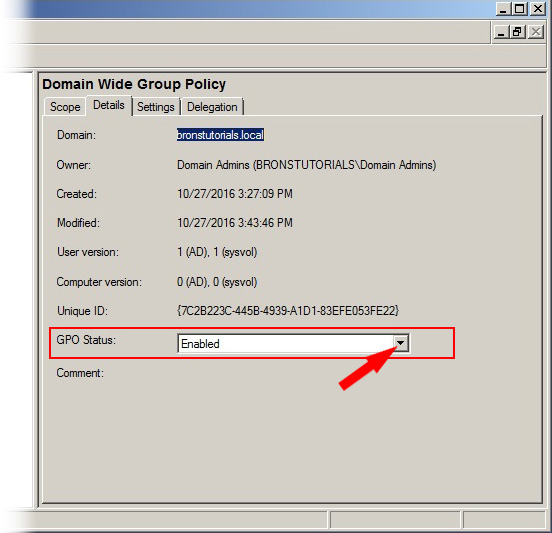 Domain Wide Group Policy
Scope Details Settings Delegation
Domain: bronstutorials.local
Owner: Domain Admins (BRONSTUTORIALS\Domain Admins)
Created: 10/27/2016 3:27:09 PM
Modified: 10/27/2016 3:43:46 PM
User version: 1 (AD), 1 (sysvol)
Computer version: 0 (AD), 0 (sysvol)
Unique ID: {7C2B223C-445B-4939-A1D1-83EFE053FE22}
GPO Status: Enabled
Comment: